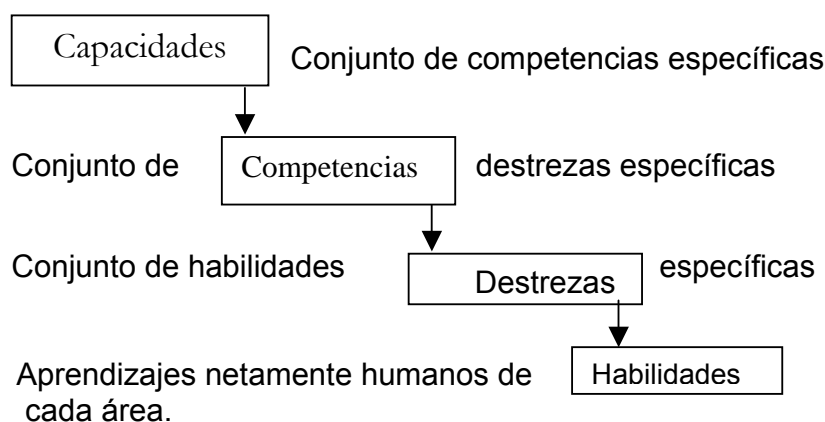 Capacidades Conjunto de competencias específicas
Conjunto de Competencias destrezas específicas
Conjunto de habilidades Destrezas específicas
Aprendizajes netamente humanos de Habilidades
cada área.